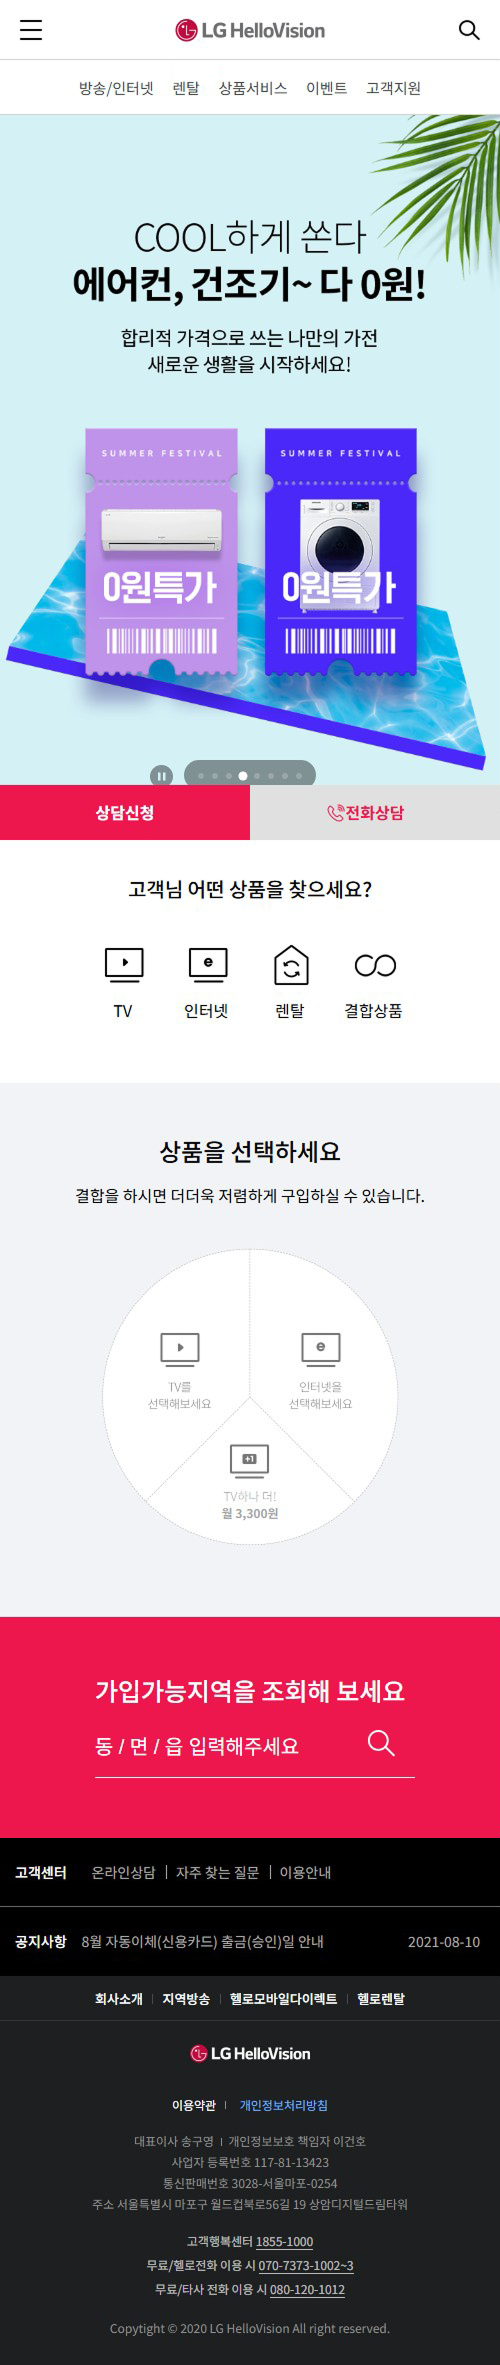 LG HelloVision
방송/인터넷 렌탈 상품서비스 이벤트 고객지원
COOL하게 쏜다
에어컨, 건조기~ 다 0원!
합리적 가격으로 쓰는 나만의 가전
새로운 생활을 시작하세요!
SUMMER FESTIVAL
0원특가
SUMMER FESTIVAL
0원특가
상담신청
전화상담
고객님 어떤 상품을 찾으세요?
TV 인터넷 렌탈 결합상품
상품을 선택하세요
결합을 하시면 더더욱 저렴하게 구입하실 수 있습니다.
TV를
선택해보세요
인터넷을
선택해보세요
+1
TV하나 더!
월 3,300원
가입가능지역을 조회해 보세요
동 / 면 / 읍 입력해주세요
고객센터 온라인상담 | 자주 찾는 질문 | 이용안내
공지사항 8월 자동이체(신용카드) 출금(승인)일 안내 2021-08-10
회사소개 | 지역방송 | 헬로모바일다이렉트 | 헬로렌탈
LG HelloVision
이용약관 | 개인정보처리방침
대표이사 송구영 | 개인정보보호 책임자 이건호
사업자 등록번호 117-81-13423
통신판매번호 3028-서울마포-0254
주소 서울특별시 마포구 월드컵북로56길 19 상암디지털드림타워
고객행복센터 1855-1000
무료/헬로전화 이용 시 070-7373-1002~3
무료/타사 전화 이용 시 080-120-1012
Copytight © 2020 LG HelloVision All right reserved.